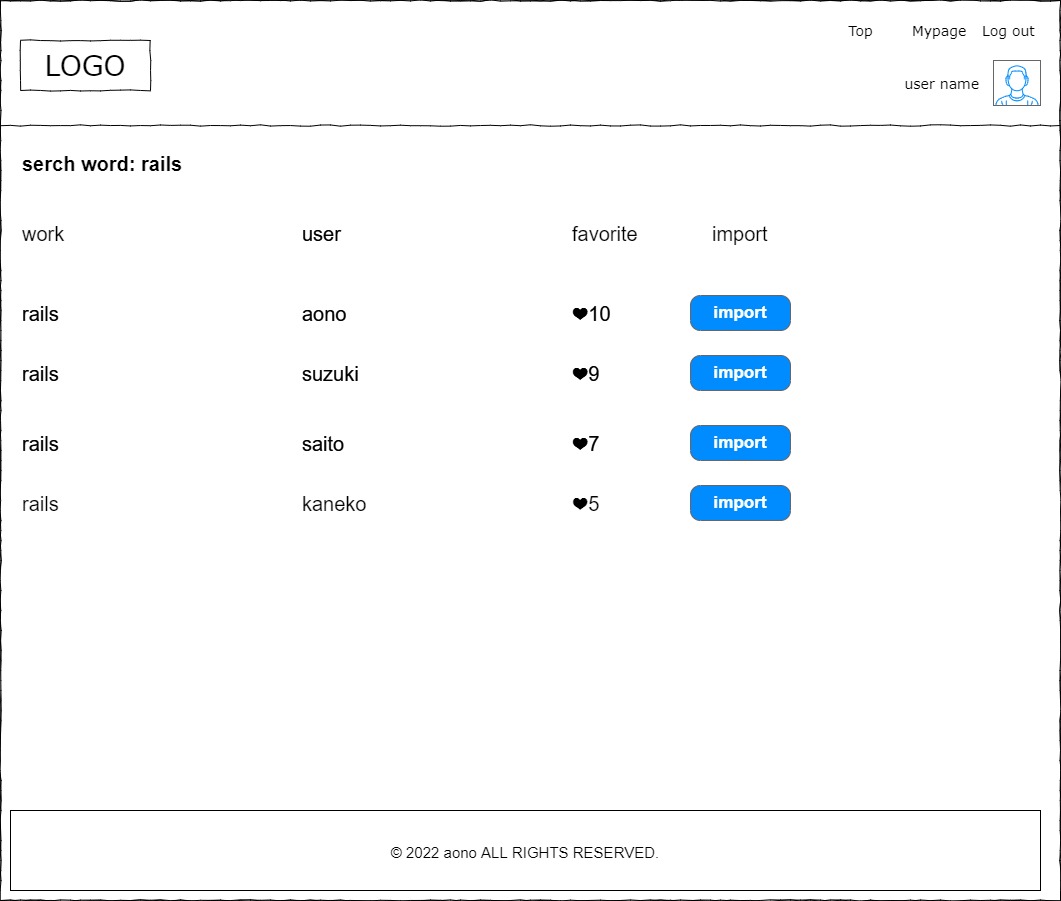 Top Mypage Log out
LOGO
user name
serch word: rails
work user favorite import
rails aono ❤10 import
rails suzuki ❤9 import
rails saito ❤7 import
rails kaneko ❤5 import
© 2022 aono ALL RIGHTS RESERVED.